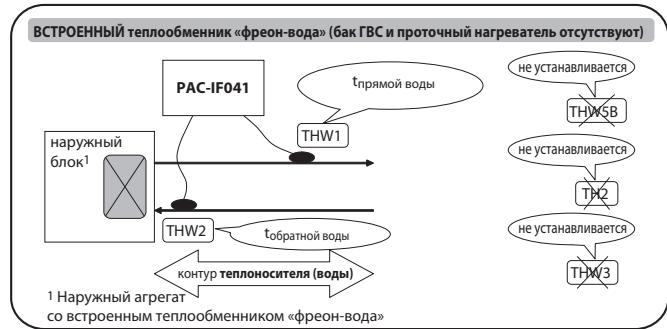 ВСТРОЕННЫЙ теплообменник «фреон-вода» (бак ГВС и проточный нагреватель отсутствуют)
PAC-IF041
tпрямой воды
THW1
не устанавливается
THW5B
наружный
блок1
не устанавливается
TH2
THW2
tобратной воды
не устанавливается
THW3
контур теплоносителя (воды)
1 Наружный агрегат
со встроенным теплообменником «фреон-вода»